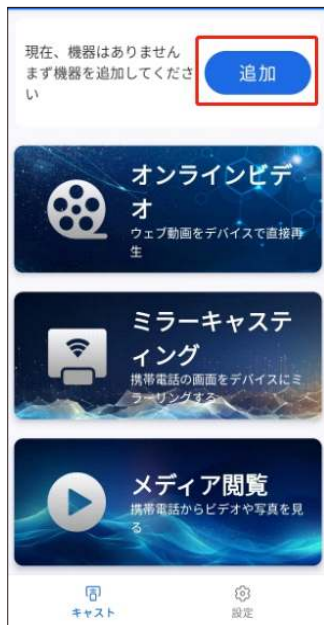 現在、機器はありません
まず機器を追加してくださ
い
追加
オンラインビデ
オ
ウェブ動画をデバイスで直接再
生
ミラーキャステ
ィング
携帯電話の画面をデバイスにミ
ラーリングする
メディア閲覧
携帯電話からビデオや写真を見
る
キャスト
設定